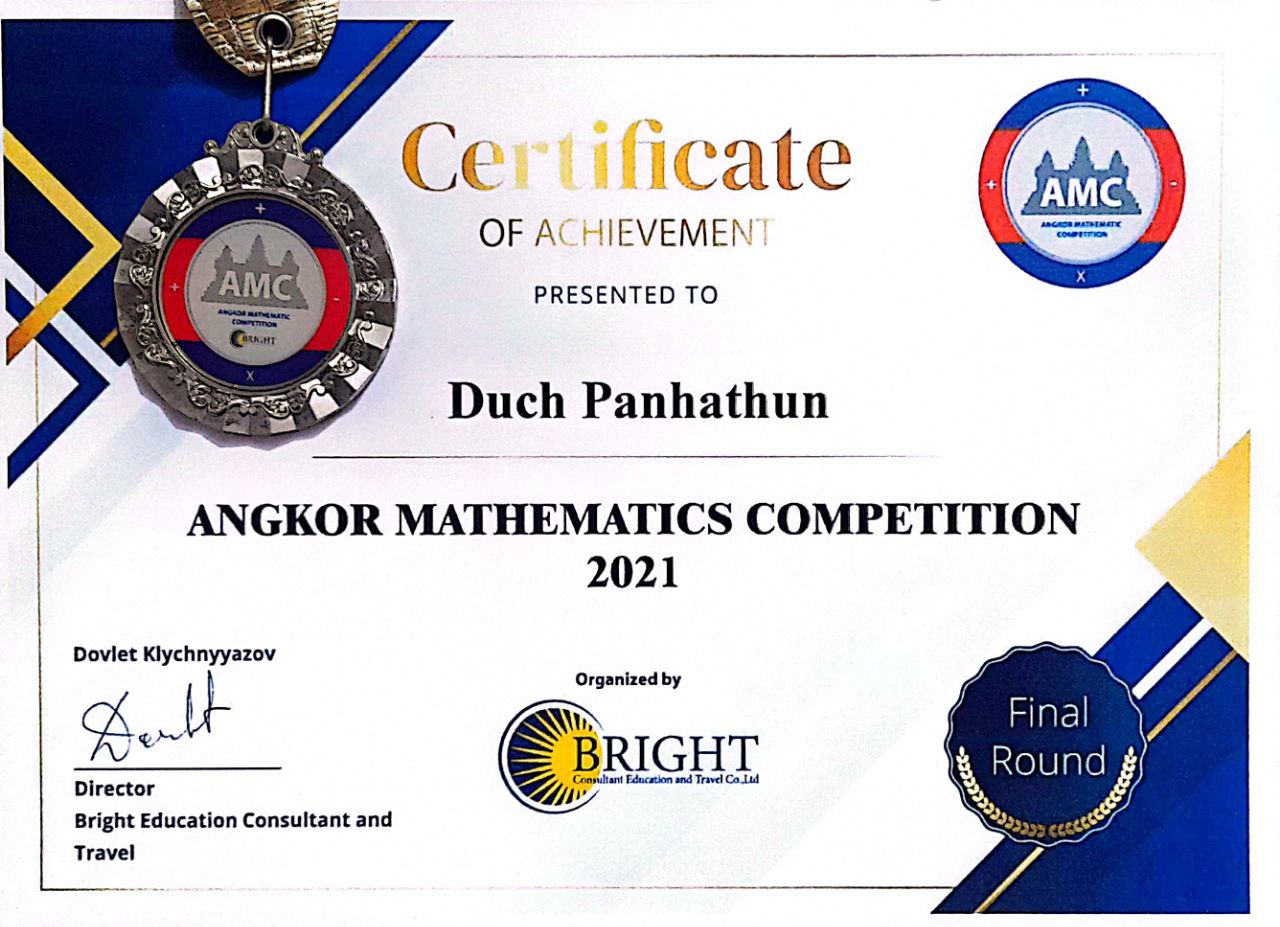 Certificate
OF ACHIEVEMENT
PRESENTED TO
AMC
ANGKOR MATHEMATIC
COMPETITION
AMC
ANGKOR MATHEMATIC
COMPETITION
BRIGHT
Duch Panhathun
ANGKOR MATHEMATICS COMPETITION
2021
Dovlet Klychnyyazov
Director
Bright Education Consultant and
Travel
Organized by
BRIGHT
Consultant Education and Travel Co.,Ltd
Final
Round